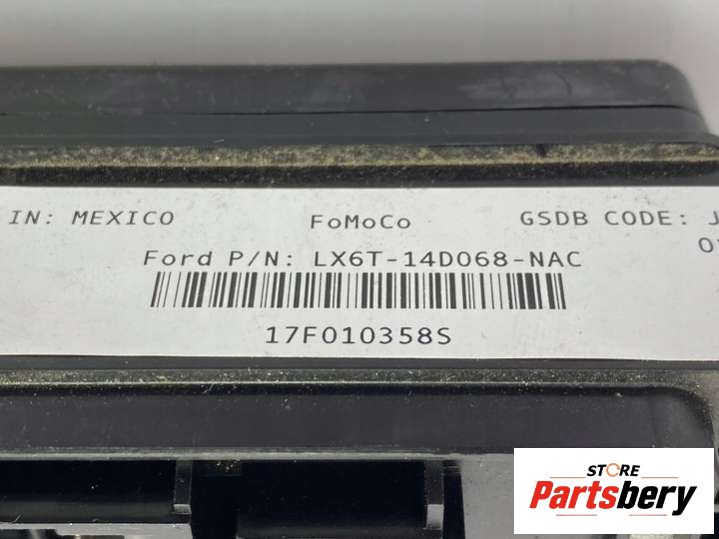 IN: MEXICO FoMoCo GSDB CODE:
Ford P/N: LX6T-14D068-NAC
17F010358S
STORE
Partsbery